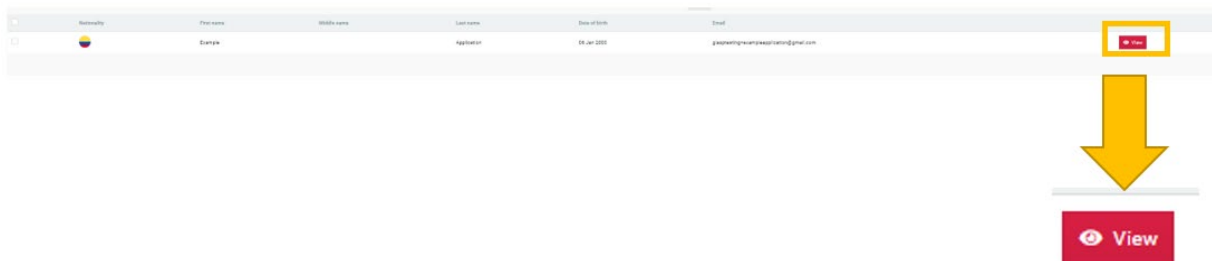 Nationality First name Middle name Last name Date of birth Email
Example Application 06 Jan 2000 View
View